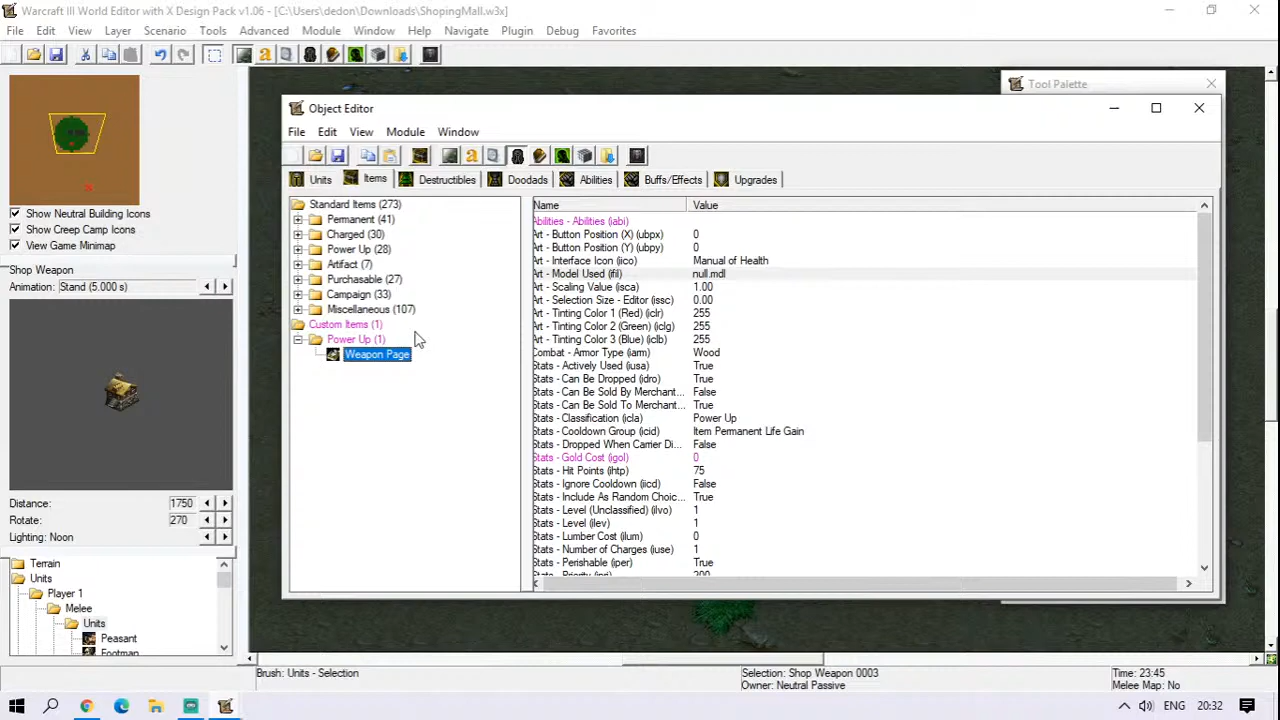 Warcraft III World Editor with X Design Pack v1.06 - [C:\Users\dedon\Downloads\ShopingMall.w3x]
File Edit View Layer Scenario Tools Advanced Module Window Help Navigate Plugin Debug Favorites
Tool Palette
Object Editor
File Edit View Module Window
Units Items Destructibles Doodads Abilities Buffs/Effects Upgrades
Standard Items (273)
Permanent (41)
Charged (30)
Power Up (28)
Artifact (7)
Purchasable (27)
Campaign (33)
Miscellaneous (107)
Custom Items (1)
Power Up (1)
Weapon Page
Name Value
Abilities - Abilities (iabi)
Art - Button Position (X) (ubpx) 0
Art - Button Position (Y) (ubpy) 0
Art - Interface Icon (iico) Manual of Health
Art - Model Used (ifil) null.mdl
Art - Scaling Value (isca) 1.00
Art - Selection Size - Editor (issc) 0.00
Art - Tinting Color 1 (Red) (iclr) 255
Art - Tinting Color 2 (Green) (iclg) 255
Art - Tinting Color 3 (Blue) (iclb) 255
Combat - Armor Type (iarm) Wood
Stats - Actively Used (iusa) True
Stats - Can Be Dropped (idro) True
Stats - Can Be Sold By Merchant... False
Stats - Can Be Sold To Merchant... True
Stats - Classification (icla) Power Up
Stats - Cooldown Group (icid) Item Permanent Life Gain
Stats - Dropped When Carrier Di... False
Stats - Gold Cost (igol) 0
Stats - Hit Points (ihtp) 75
Stats - Ignore Cooldown (iicd) False
Stats - Include As Random Choic... True
Stats - Level (Unclassified) (ilvo) 1
Stats - Level (ilev) 1
Stats - Lumber Cost (ilum) 0
Stats - Number of Charges (iuse) 1
Stats - Perishable (iper) True
Stats - Priority (ipri) 200
Show Neutral Building Icons
Show Creep Camp Icons
View Game Minimap
Shop Weapon
Animation: Stand (5.000 s)
Distance: 1750
Rotate: 270
Lighting: Noon
Terrain
Units
Player 1
Melee
Units
Peasant
Footman
Brush: Units - Selection
Selection: Shop Weapon 0003
Owner: Neutral Passive
Time: 23:45
Melee Map: No
ENG 20:32